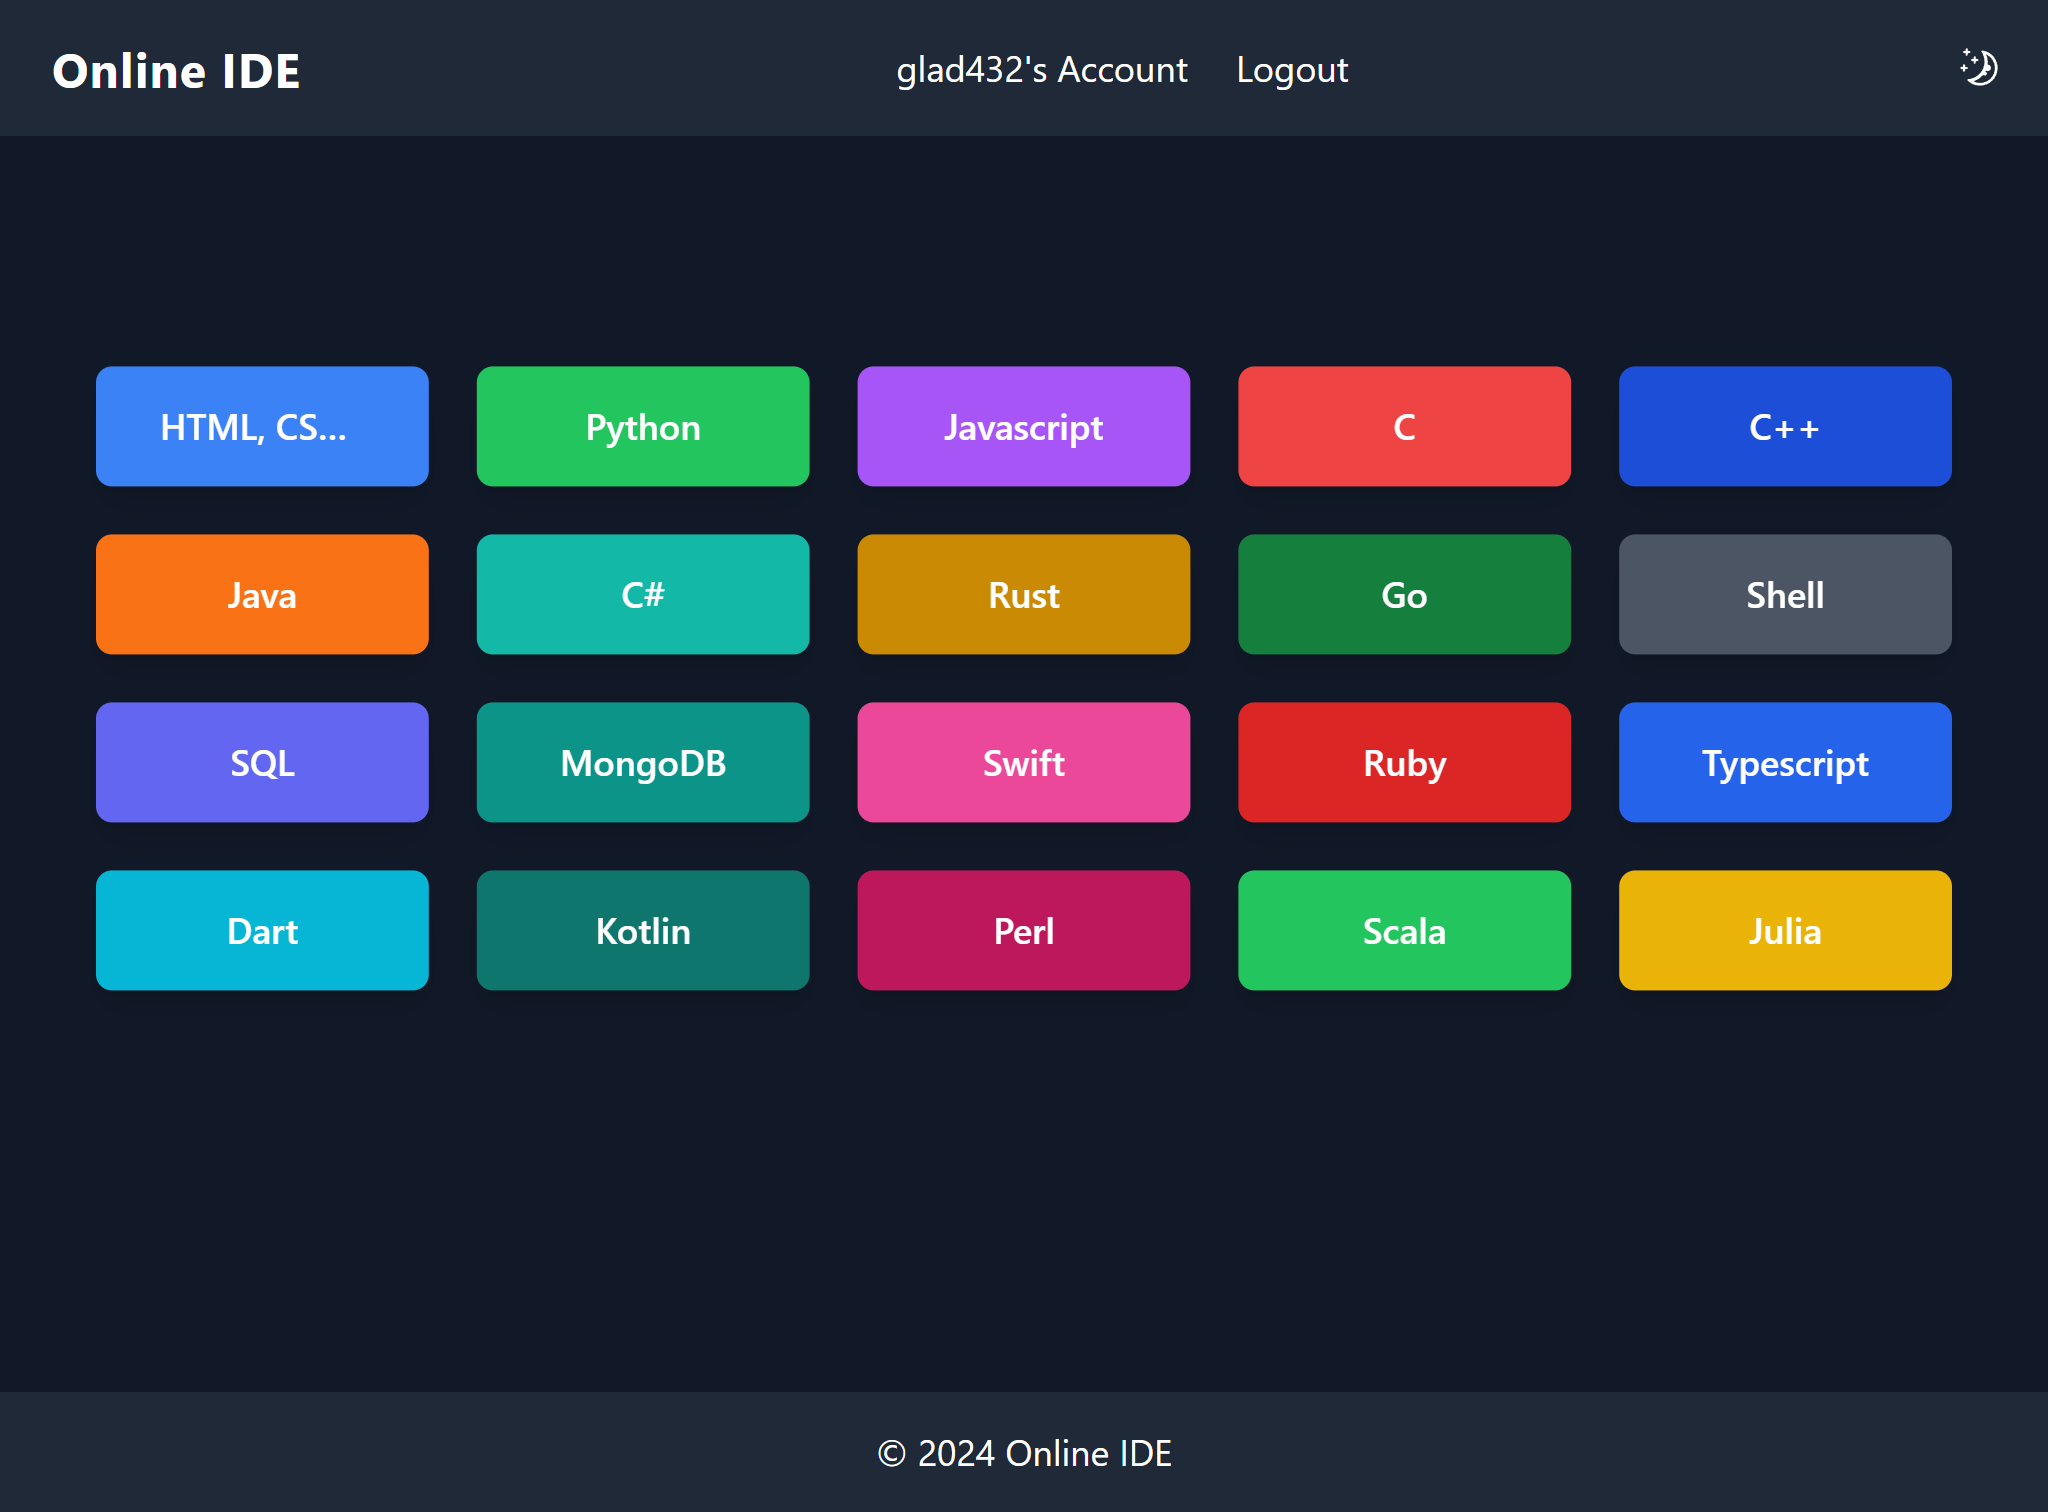 Online IDE
glad432's Account
Logout
HTML, CS...
Python
Javascript
C
C++
Java
C#
Rust
Go
Shell
SQL
MongoDB
Swift
Ruby
Typescript
Dart
Kotlin
Perl
Scala
Julia
© 2024 Online IDE